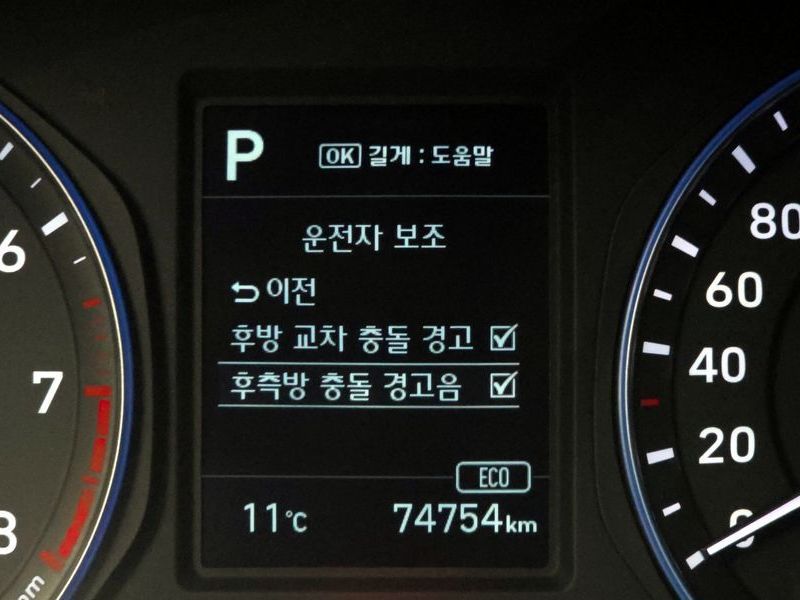 P
OK 길게 : 도움말
운전자 보조
이전
후방 교차 충돌 경고
후측방 충돌 경고음
ECO
11℃ 74754km
6
7
8
80
60
40
20
0